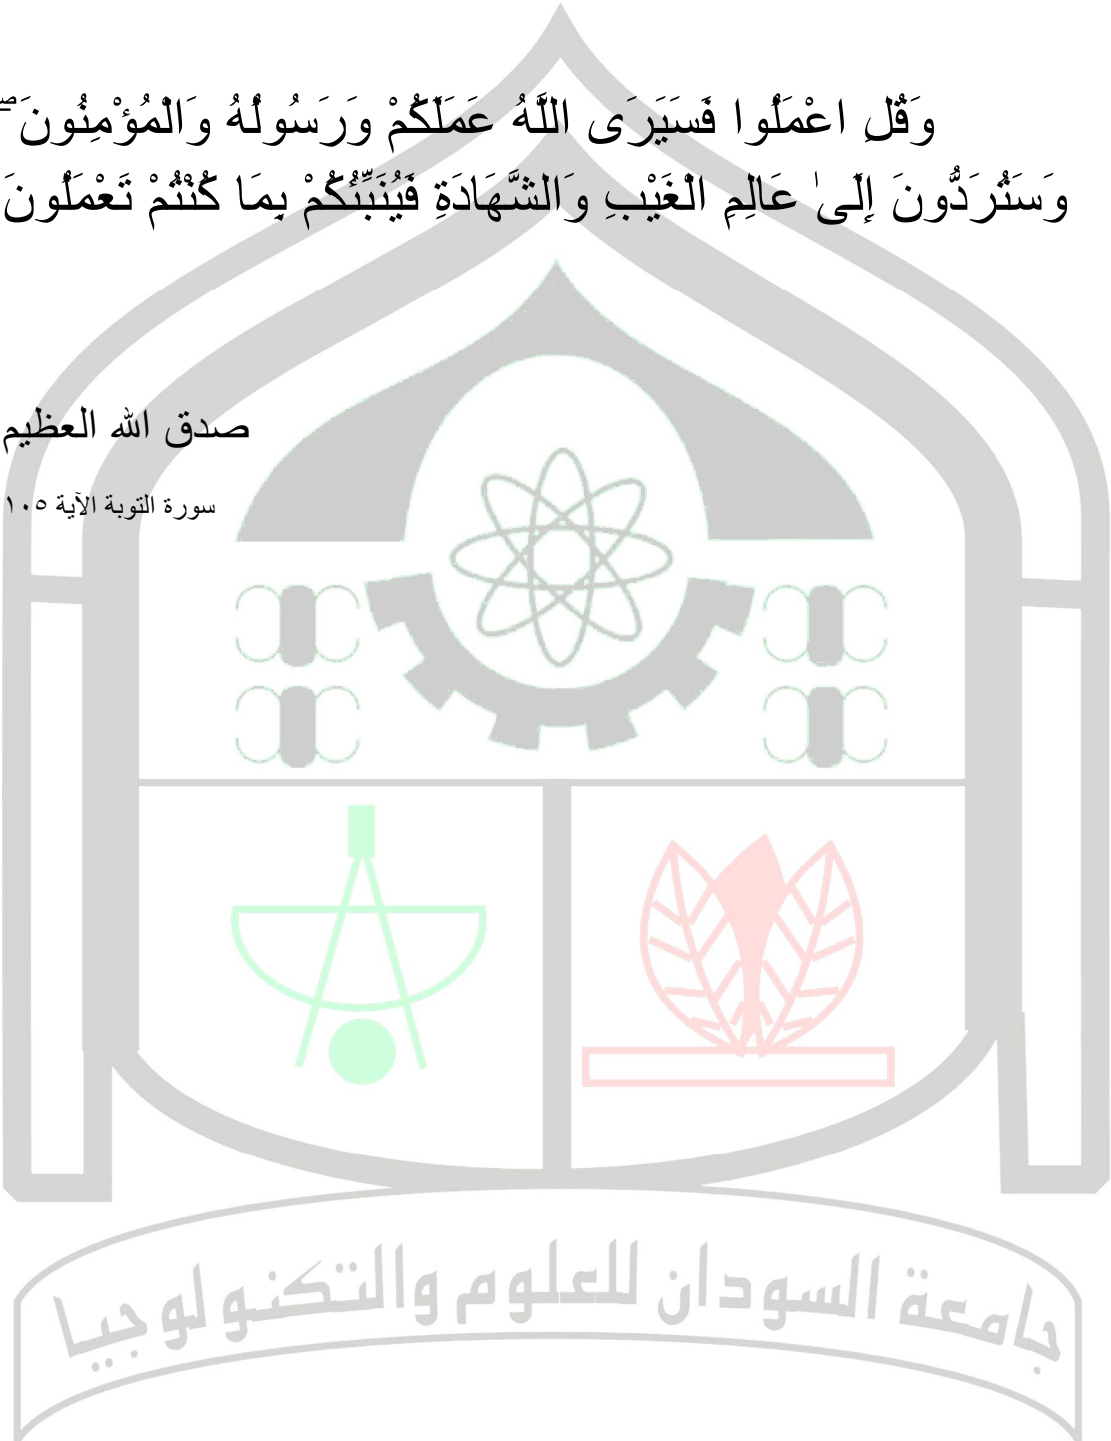 وَقُلِ اعْمَلُوا فَسَيَرَى اللَّهُ عَمَلَكُمْ وَرَسُولُهُ وَالْمُؤْمِنُونَ ۖ
وَسَتُرَدُّونَ إِلَىٰ عَالِمِ الْغَيْبِ وَالشَّهَادَةِ فَيُنَبِّئُكُمْ بِمَا كُنْتُمْ تَعْمَلُونَ
صدق الله العظيم
سورة التوبة الآية ١٠٥
جامعة السودان للعلوم والتكنولوجيا